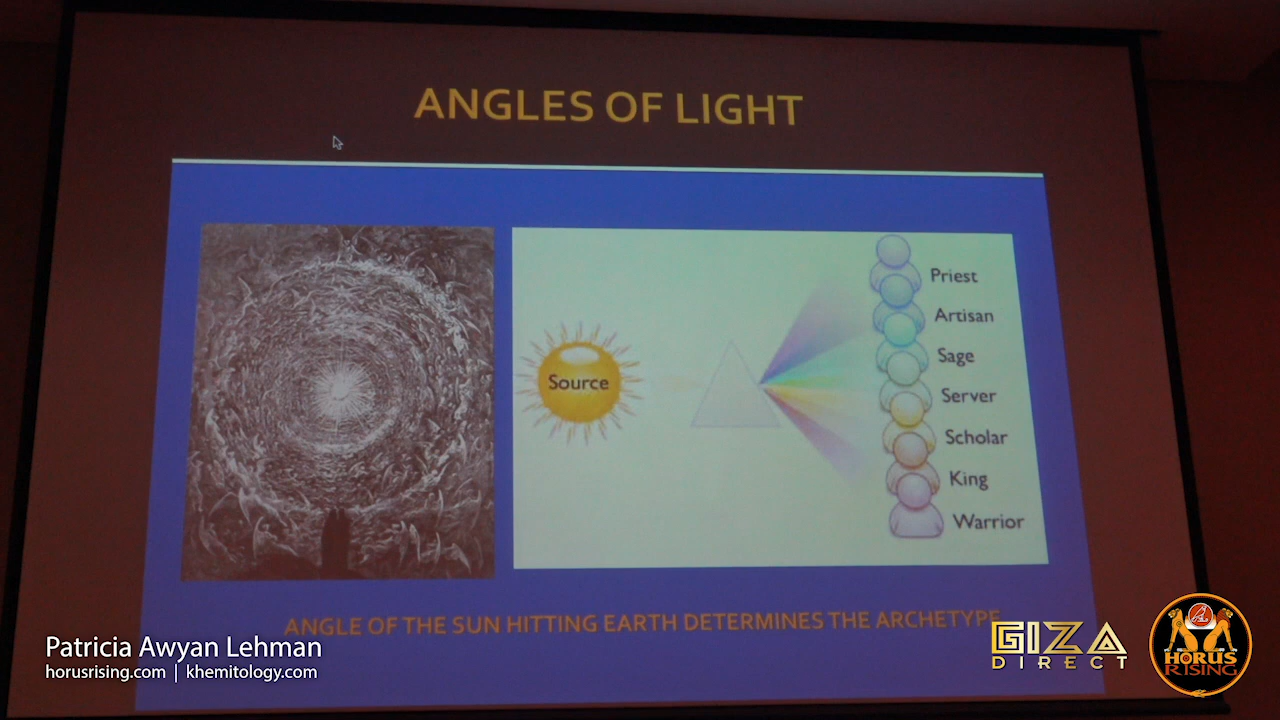 ANGLES OF LIGHT
Source
Priest
Artisan
Sage
Server
Scholar
King
Warrior
ANGLE OF THE SUN HITTING EARTH DETERMINES THE ARCHETYPE
Patricia Awyan Lehman
horusrising.com | khemitology.com
GIZA
DIRECT
HORUS
RISING